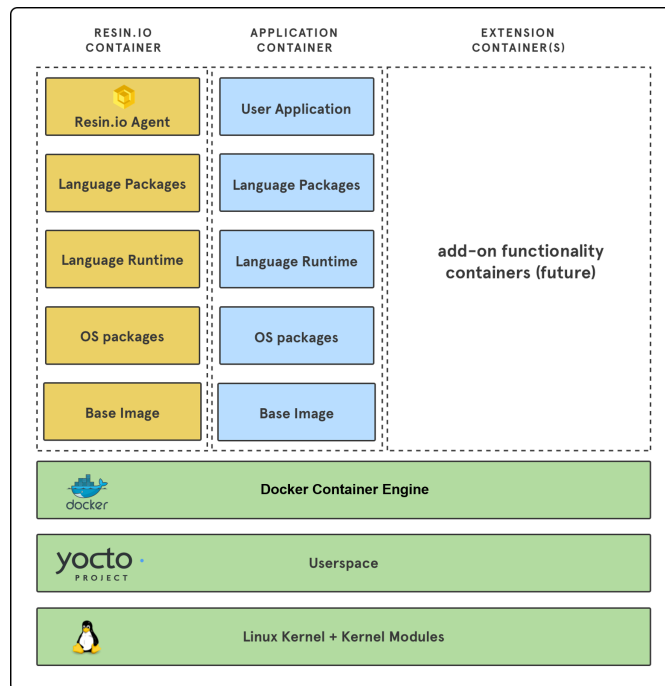 RESIN.IO
CONTAINER
APPLICATION
CONTAINER
EXTENSION
CONTAINER(S)
Resin.io Agent
User Application
Language Packages
Language Packages
add-on functionality
containers (future)
Language Runtime
Language Runtime
OS packages
OS packages
Base Image
Base Image
docker
Docker Container Engine
yocto
PROJECT
Userspace
Linux Kernel + Kernel Modules